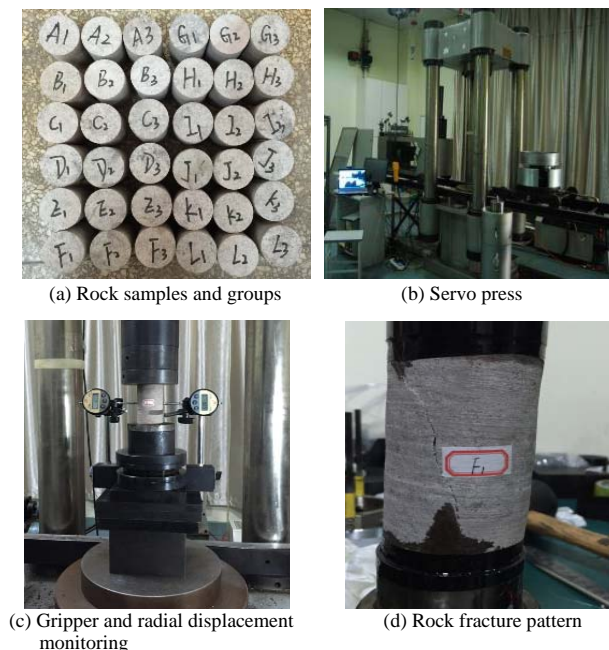 A1 A2 A3 G1 G2 G3
B1 B2 B3 H1 H2 H3
C1 C2 C3 I1 I2 I3
D1 D2 D3 J1 J2 J3
E1 E2 E3 K1 K2 K3
F1 F2 F3 L1 L2 L3
(a) Rock samples and groups
(b) Servo press
F1
(c) Gripper and radial displacement
monitoring
(d) Rock fracture pattern